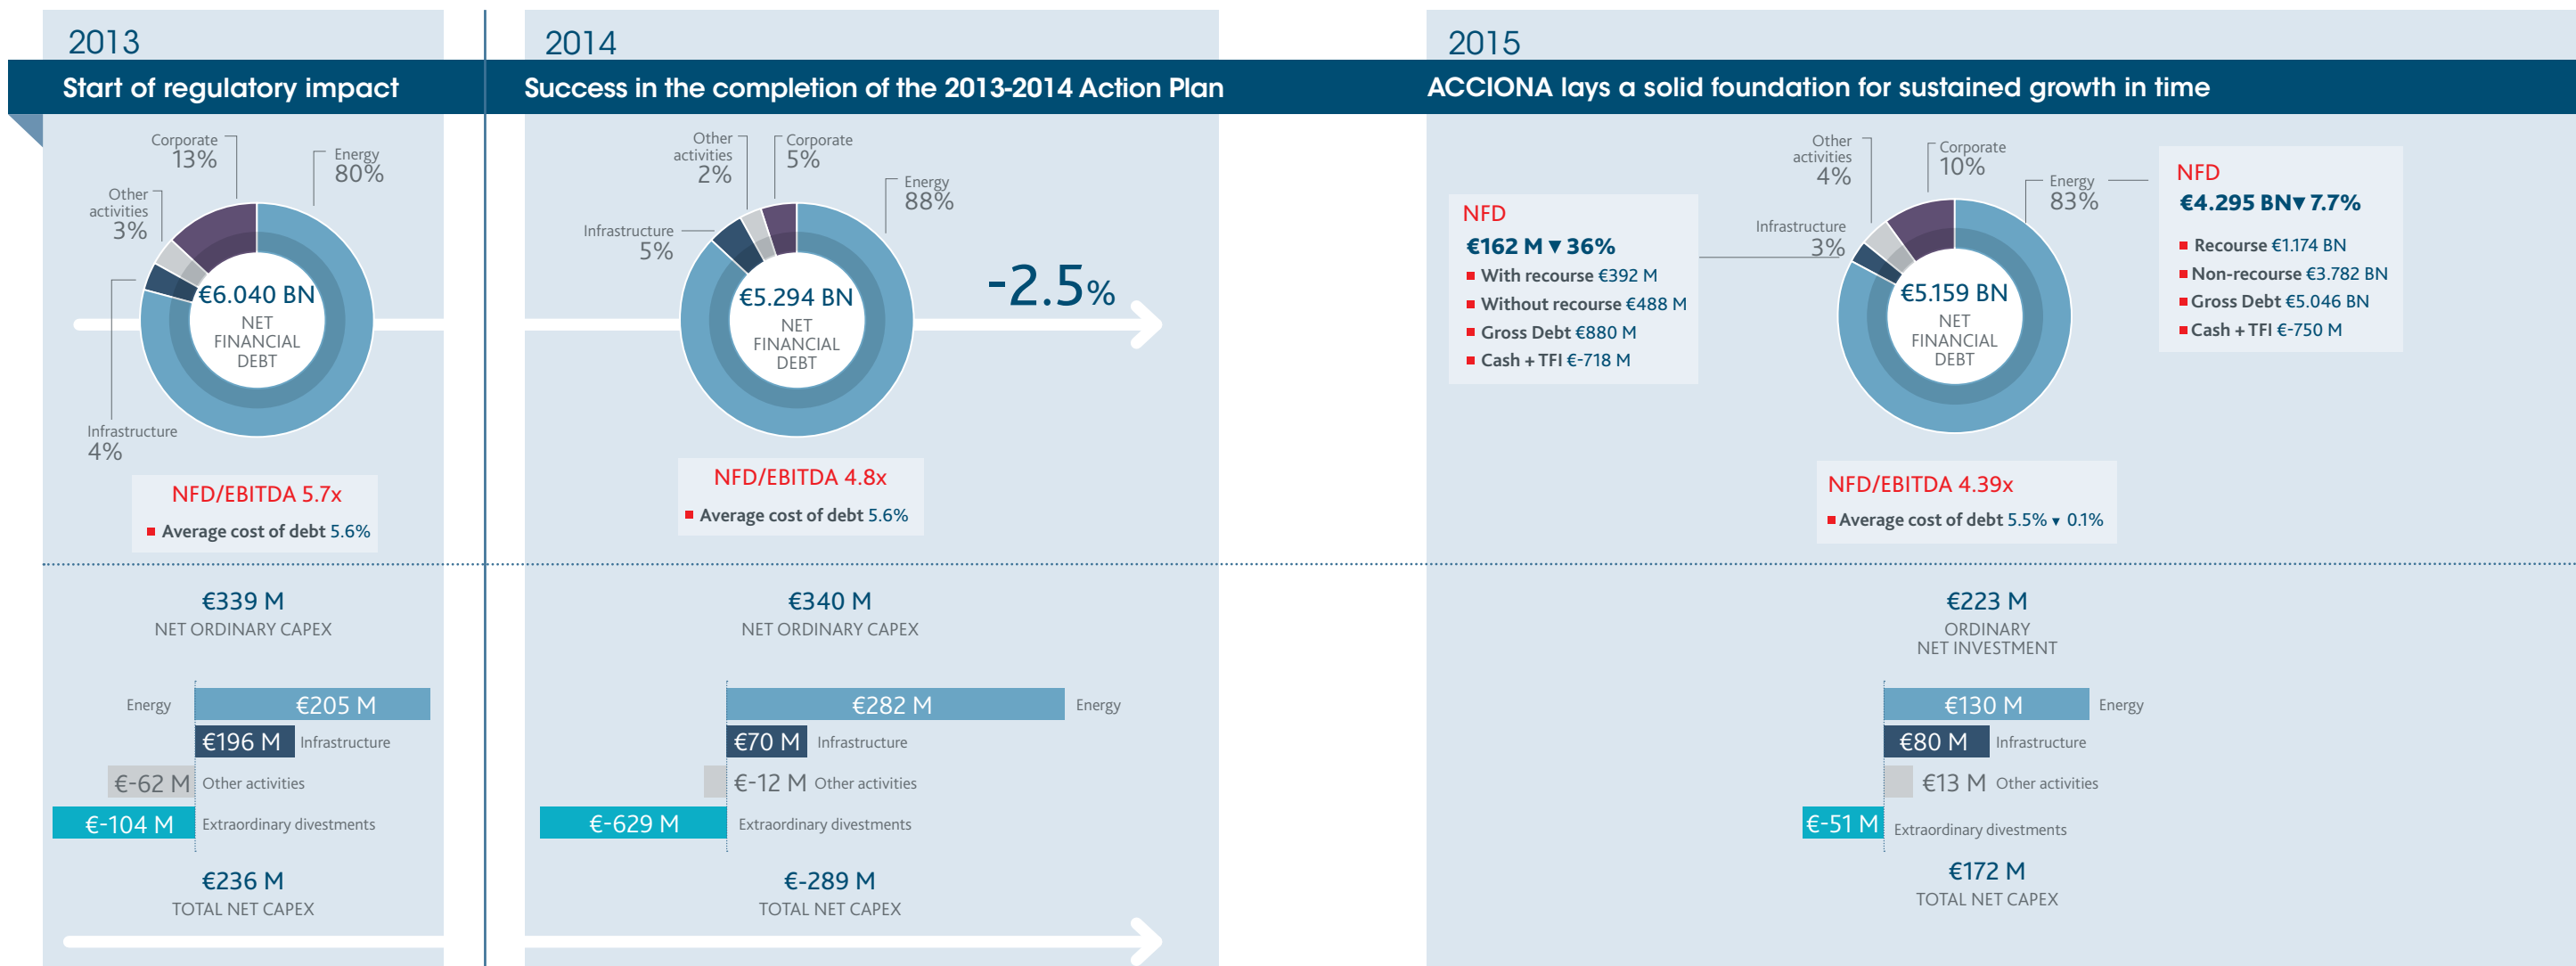 2013
Start of regulatory impact
Corporate
13%
Energy
80%
Other
activities
3%
€6.040 BN
NET
FINANCIAL
DEBT
Infrastructure
4%
NFD/EBITDA 5.7x
Average cost of debt 5.6%
€339 M
NET ORDINARY CAPEX
Energy €205 M
€196 M Infrastructure
€-62 M Other activities
€-104 M Extraordinary divestments
€236 M
TOTAL NET CAPEX
2014
Success in the completion of the 2013-2014 Action Plan
Other
activities
2%
Corporate
5%
Energy
88%
Infrastructure
5%
€5.294 BN
NET
FINANCIAL
DEBT
-2.5%
NFD/EBITDA 4.8x
Average cost of debt 5.6%
€340 M
NET ORDINARY CAPEX
€282 M Energy
€70 M Infrastructure
€-12 M Other activities
€-629 M Extraordinary divestments
€-289 M
TOTAL NET CAPEX
2015
ACCIONA lays a solid foundation for sustained growth in time
NFD
€162 M ▼ 36%
With recourse €392 M
Without recourse €488 M
Gross Debt €880 M
Cash + TFI €-718 M
Other
activities
4%
Corporate
10%
Energy
83%
Infrastructure
3%
€5.159 BN
NET
FINANCIAL
DEBT
NFD
€4.295 BN▼ 7.7%
Recourse €1.174 BN
Non-recourse €3.782 BN
Gross Debt €5.046 BN
Cash + TFI €-750 M
NFD/EBITDA 4.39x
Average cost of debt 5.5% ▼ 0.1%
€223 M
ORDINARY
NET INVESTMENT
€130 M Energy
€80 M Infrastructure
€13 M Other activities
€-51 M Extraordinary divestments
€172 M
TOTAL NET CAPEX